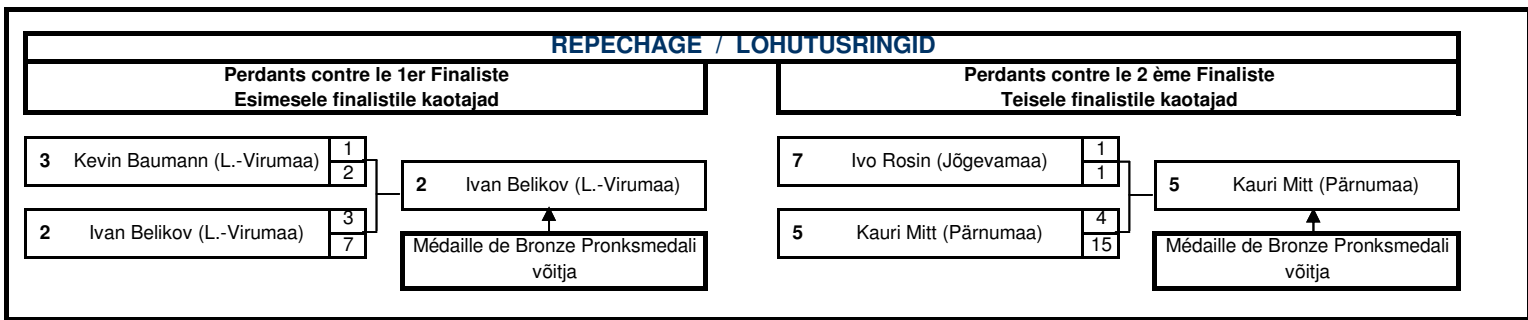 REPECHAGE / LOHUTUSRINGID
Perdants contre le 1er Finaliste
Esimesele finalistile kaotajad
3 Kevin Baumann (L.-Virumaa) 1
2
2 Ivan Belikov (L.-Virumaa)
2 Ivan Belikov (L.-Virumaa) 3
7
Médaille de Bronze Pronksmedali
võitja
Perdants contre le 2 ème Finaliste
Teisele finalistile kaotajad
7 Ivo Rosin (Jõgevamaa) 1
1
5 Kauri Mitt (Pärnumaa)
5 Kauri Mitt (Pärnumaa) 4
15
Médaille de Bronze Pronksmedali
võitja